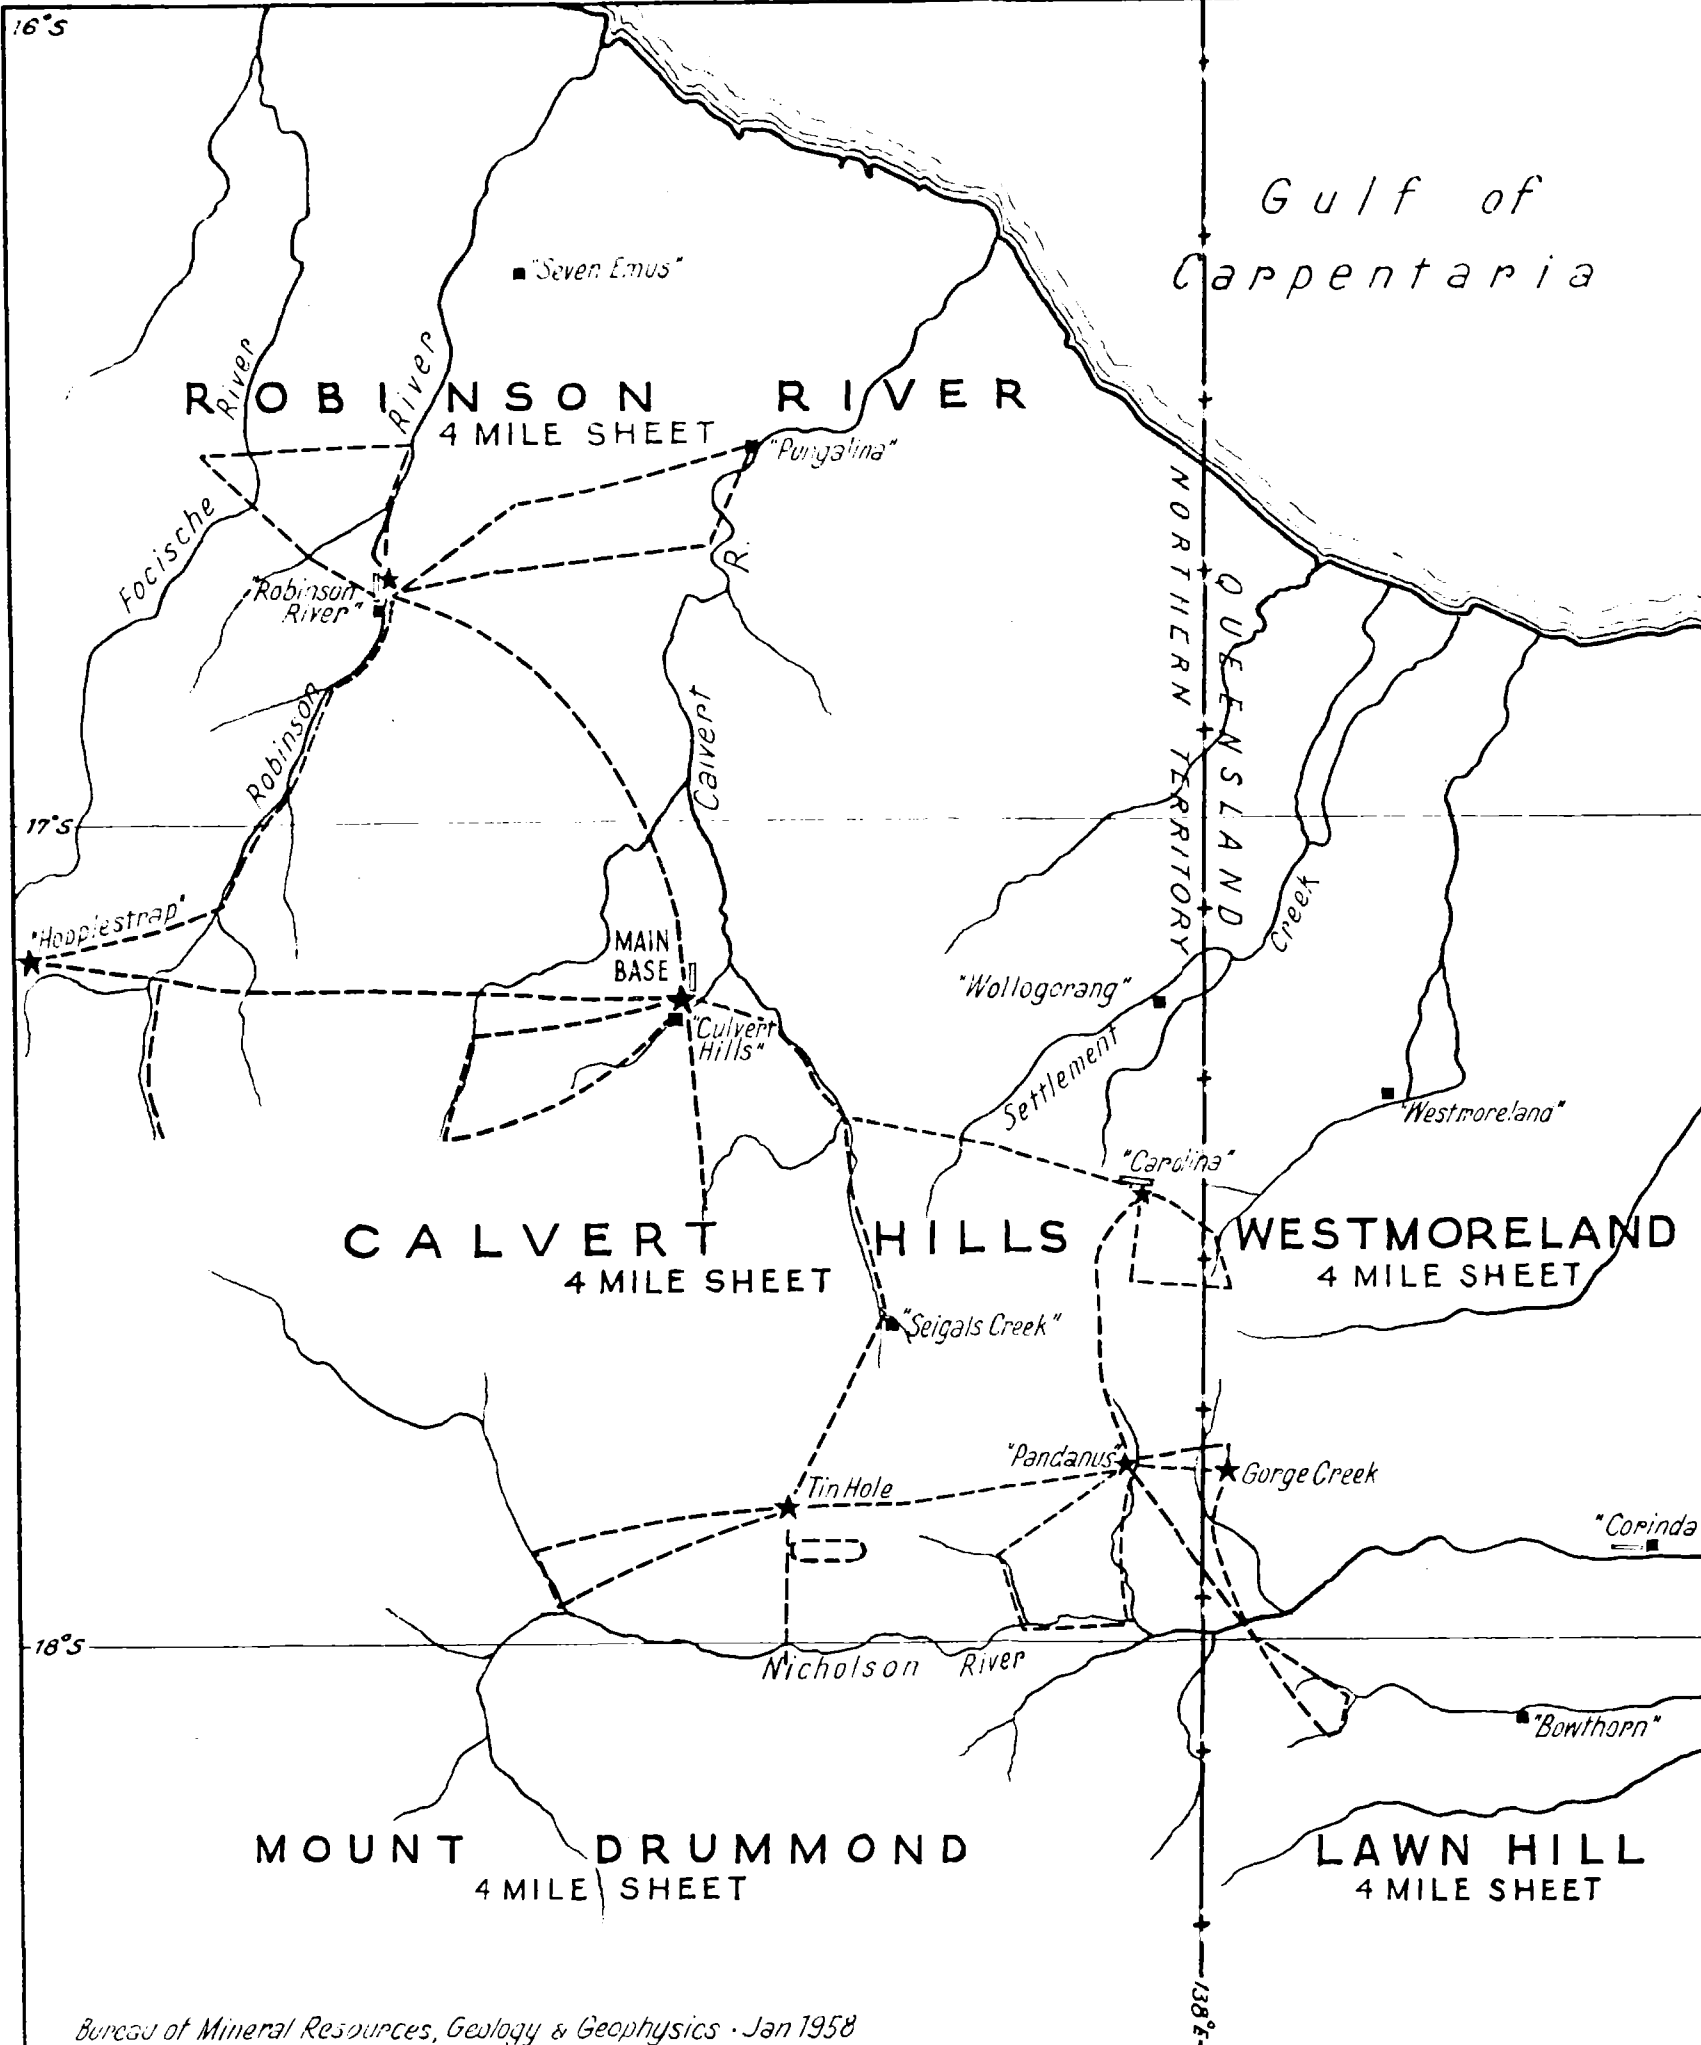 16°S
Gulf of
Carpentaria
"Seven Emus"
River
River
ROBINSON RIVER
4 MILE SHEET
"Pungalina"
Focische
R.
"Robinson
River"
NORTHERN TERRITORY
QUEENSLAND
Robinson
Calvert
17°S
"Hooplestrap"
MAIN
BASE
Creek
"Wollogorang"
"Culvert
Hills"
Settlement
"Westmoreland"
"Carolina"
CALVERT HILLS
4 MILE SHEET
WESTMORELAND
4 MILE SHEET
"Seigals Creek"
"Pandanus"
Gorge Creek
Tin Hole
"Corinda
18°S
Nicholson River
"Bowthorn"
MOUNT DRUMMOND
4 MILE SHEET
LAWN HILL
4 MILE SHEET
138°E
Bureau of Mineral Resources, Geology & Geophysics . Jan 1958